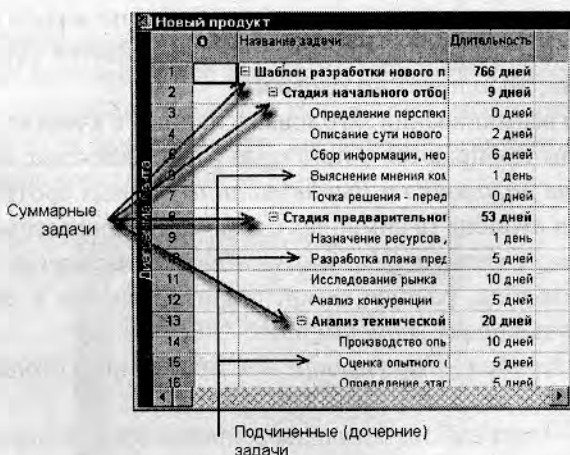 Новый продукт
Название задачи Длительность
1 Шаблон разработки нового п 766 дней
2 Стадия начального отбор 9 дней
3 Определение перспект 0 дней
4 Описание сути нового 2 дней
5 Сбор информации, нео 6 дней
6 Выяснение мнения ком 1 день
7 Точка решения - перед 0 дней
8 Стадия предварительног 53 дней
9 Назначение ресурсов д 1 день
10 Разработка плана пред 5 дней
11 Исследование рынка 10 дней
12 Анализ конкуренции 5 дней
13 Анализ технической 20 дней
14 Производство опы 10 дней
15 Оценка опытного о 5 дней
16 Определение этап 5 дней
Диаграмма Ганта
Суммарные
задачи
Подчиненные (дочерние)
задачи